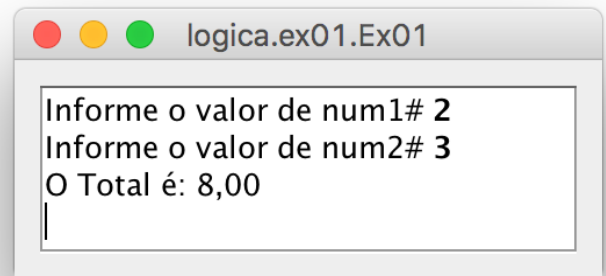 logica.ex01.Ex01
Informe o valor de num1# 2
Informe o valor de num2# 3
O Total é: 8,00